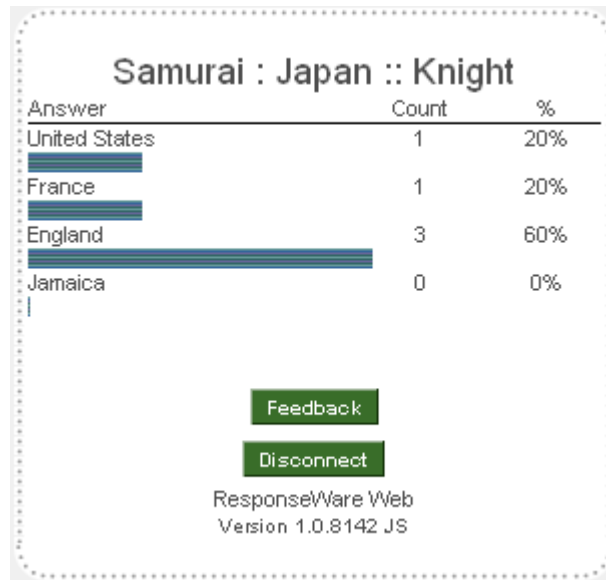 Samurai : Japan :: Knight
Answer Count %
United States 1 20%
France 1 20%
England 3 60%
Jamaica 0 0%
Feedback
Disconnect
ResponseWare Web
Version 1.0.8142 JS